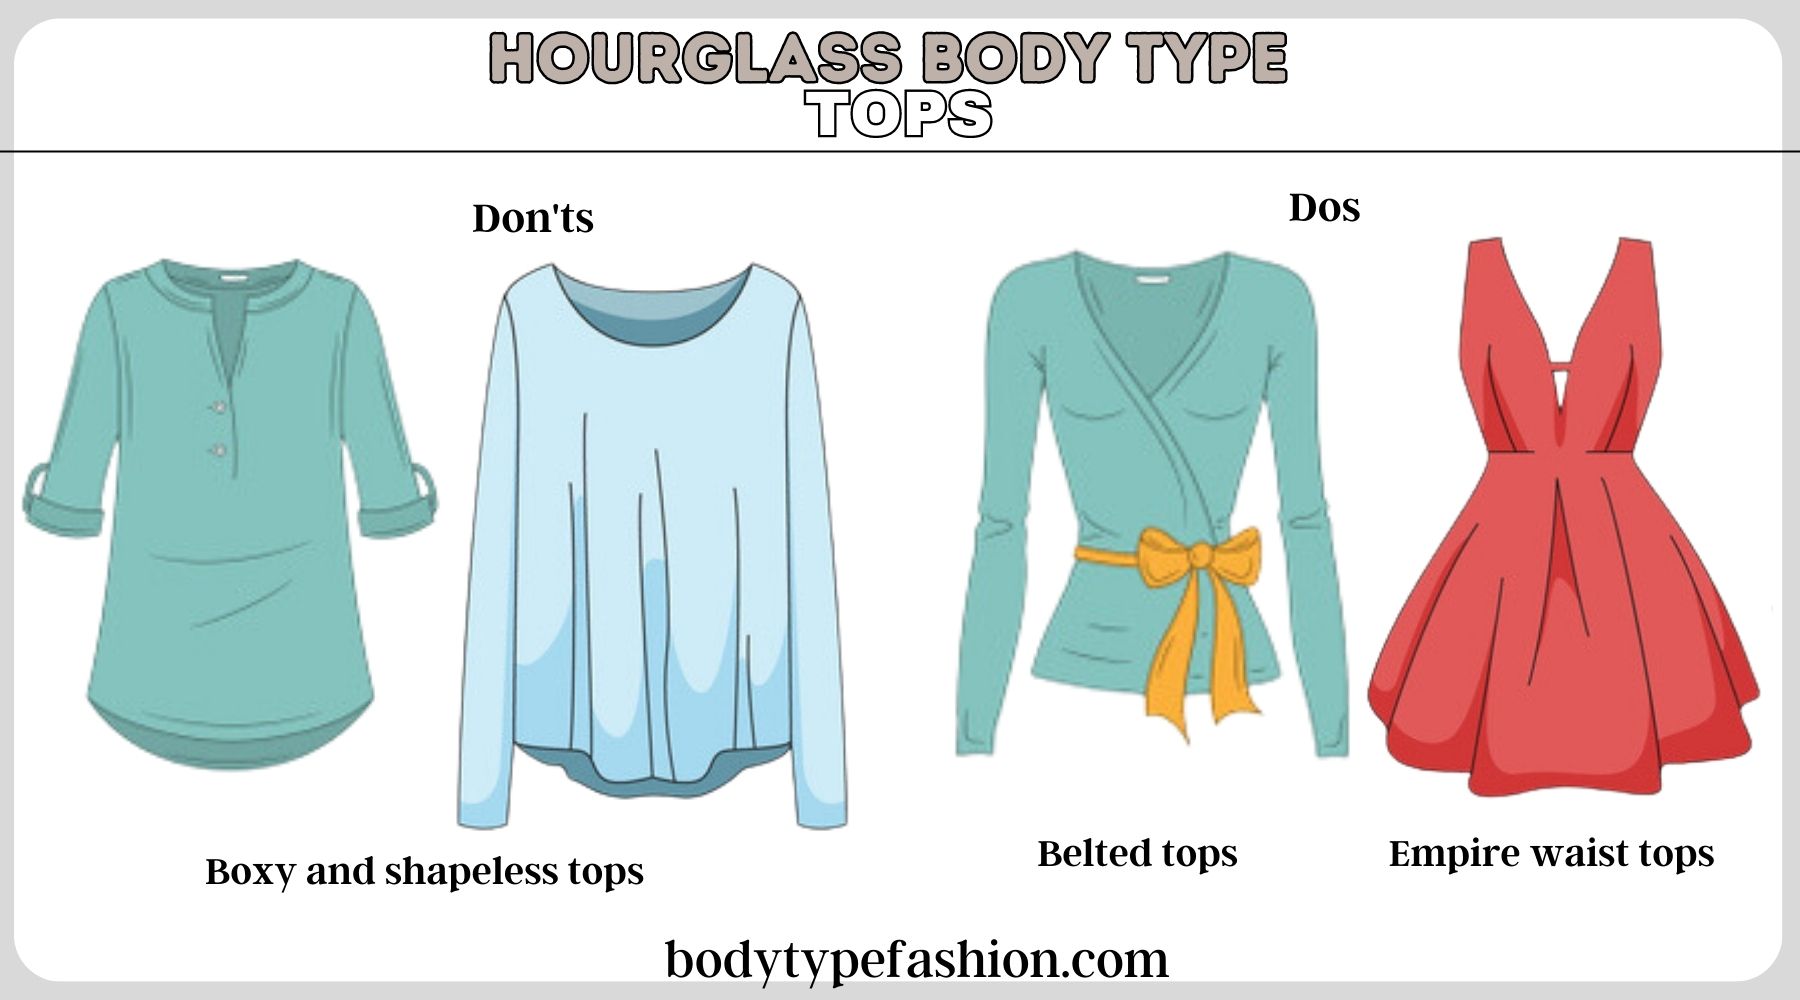 HOURGLASS BODY TYPE
TOPS
Don'ts
Dos
Boxy and shapeless tops
Belted tops
Empire waist tops
bodytypefashion.com